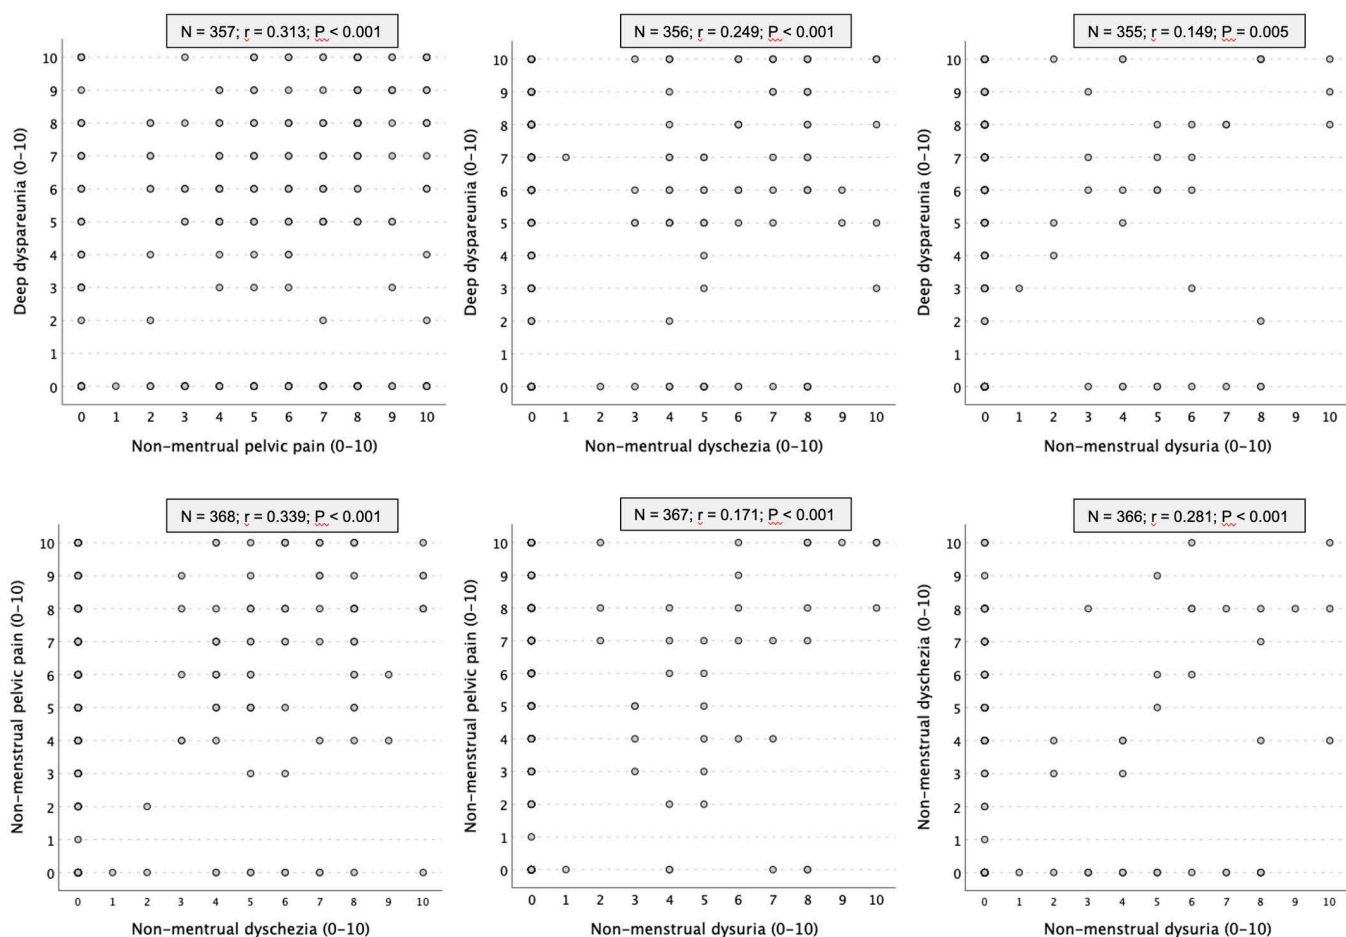 N = 357; r = 0.313; P < 0.001
Deep dyspareunia (0-10)
10
9
8
7
6
5
4
3
2
1
0
0 1 2 3 4 5 6 7 8 9 10
Non-mentrual pelvic pain (0-10)
N = 356; r = 0.249; P < 0.001
Deep dyspareunia (0-10)
10
9
8
7
6
5
4
3
2
1
0
0 1 2 3 4 5 6 7 8 9 10
Non-mentrual dyschezia (0-10)
N = 355; r = 0.149; P = 0.005
Deep dyspareunia (0-10)
10
9
8
7
6
5
4
3
2
1
0
0 1 2 3 4 5 6 7 8 9 10
Non-menstrual dysuria (0-10)
N = 368; r = 0.339; P < 0.001
Non-menstrual pelvic pain (0-10)
10
9
8
7
6
5
4
3
2
1
0
0 1 2 3 4 5 6 7 8 9 10
Non-mentrual dyschezia (0-10)
N = 367; r = 0.171; P < 0.001
Non-menstrual pelvic pain (0-10)
10
9
8
7
6
5
4
3
2
1
0
0 1 2 3 4 5 6 7 8 9 10
Non-mentrual dysuria (0-10)
N = 366; r = 0.281; P < 0.001
Non-menstrual dyschezia (0-10)
10
9
8
7
6
5
4
3
2
1
0
0 1 2 3 4 5 6 7 8 9 10
Non-menstrual dysuria (0-10)